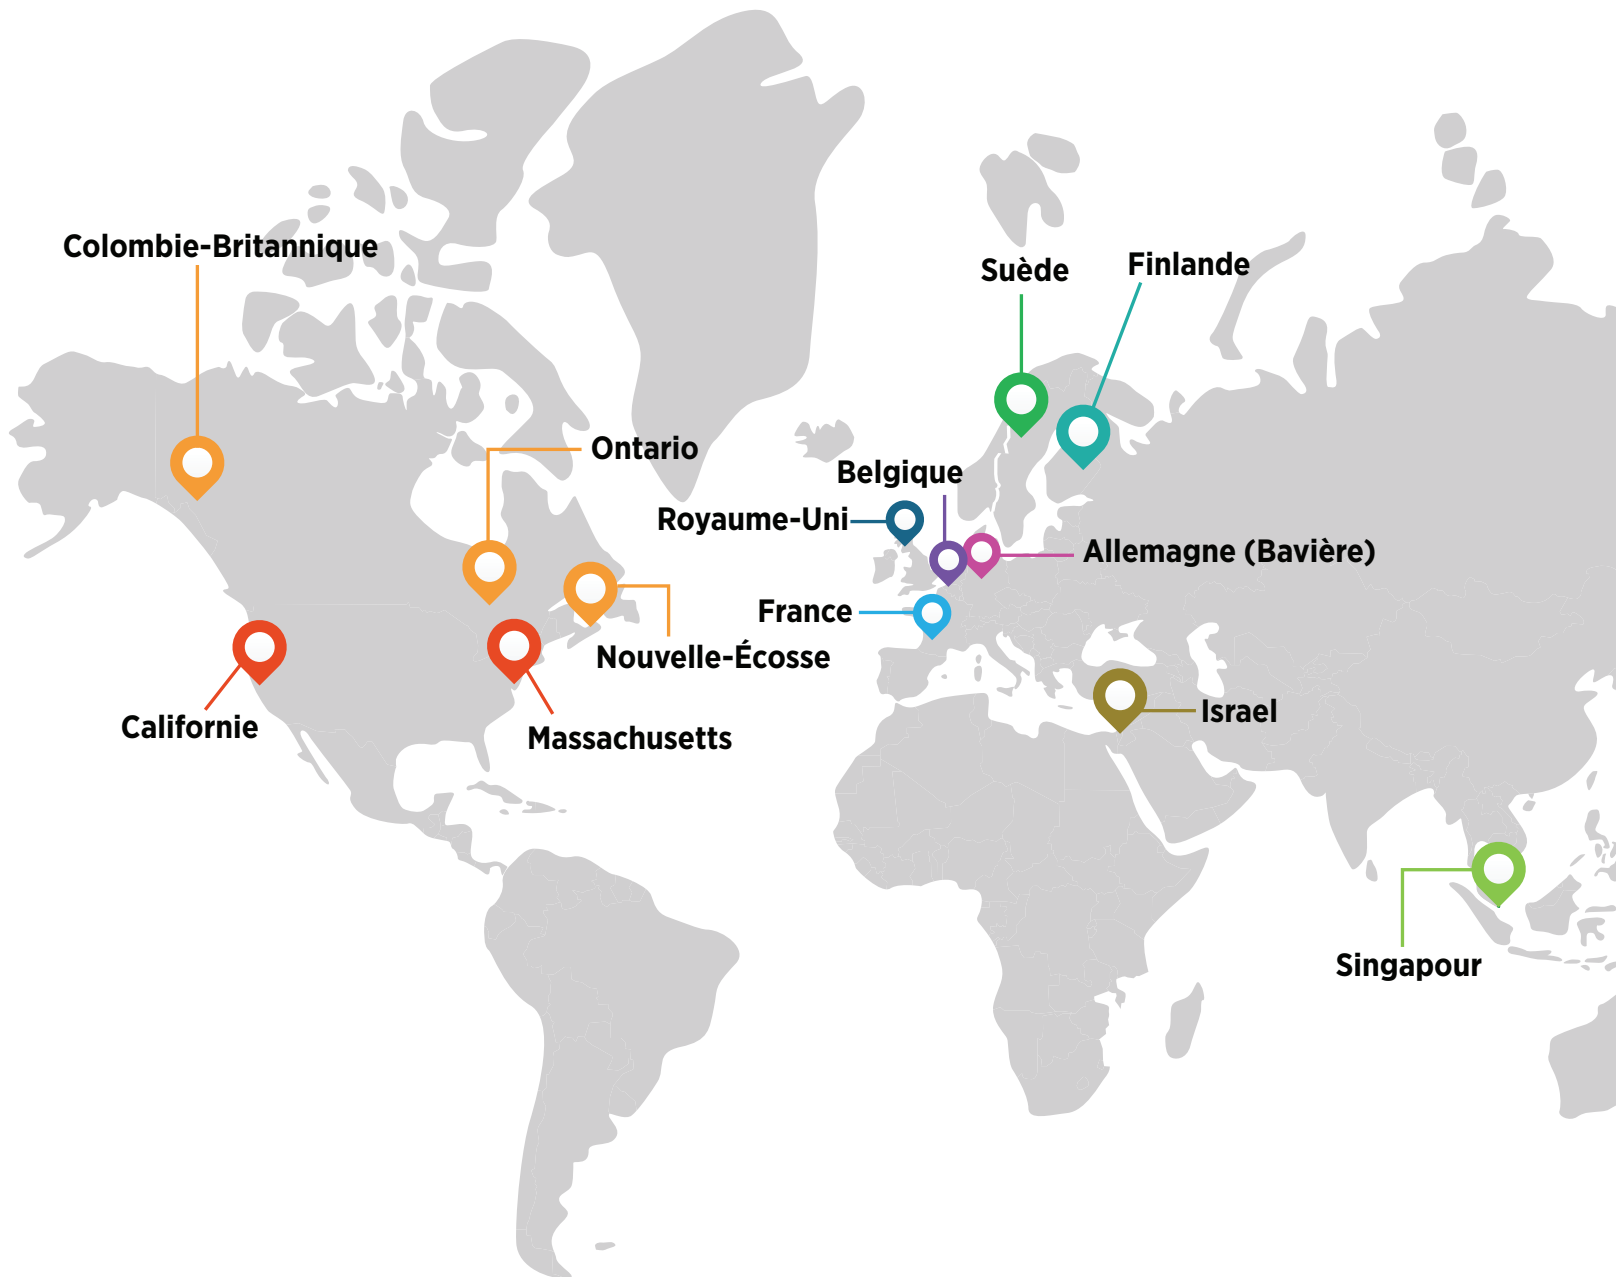 Colombie-Britannique
Suède
Finlande
Ontario
Belgique
Royaume-Uni
Allemagne (Bavière)
France
Nouvelle-Écosse
Californie
Massachusetts
Israel
Singapour